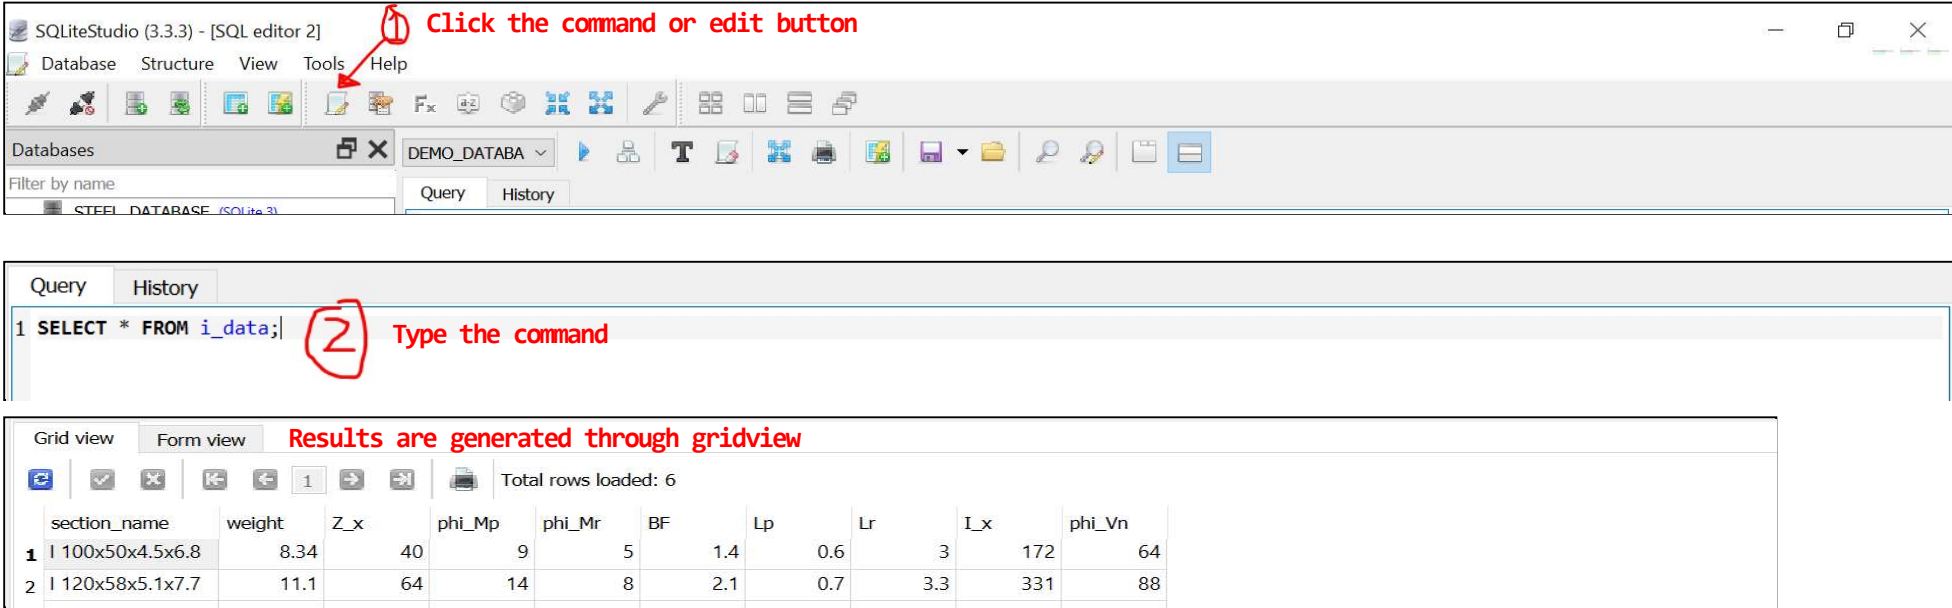 ① Click the command or edit button
SQLiteStudio (3.3.3) - [SQL editor 2]
Database Structure View Tools Help
Databases
DEMO_DATABA
Filter by name
Query History
STEEL_DATABASE (SQLite 3)
Query History
1 SELECT * FROM i_data;
② Type the command
Grid view Form view Results are generated through gridview
1 Total rows loaded: 6
section_name weight Z_x phi_Mp phi_Mr BF Lp Lr I_x phi_Vn
1 I 100x50x4.5x6.8 8.34 40 9 5 1.4 0.6 3 172 64
2 I 120x58x5.1x7.7 11.1 64 14 8 2.1 0.7 3.3 331 88